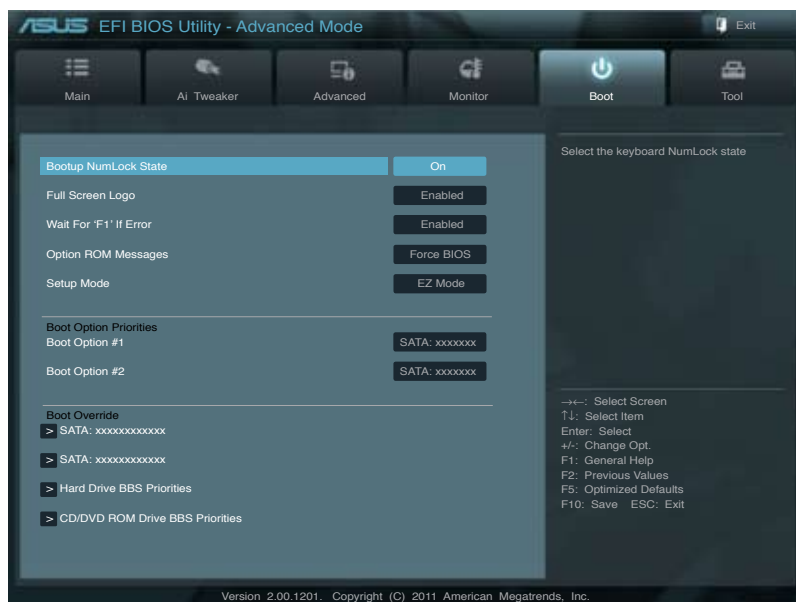 ASUS EFI BIOS Utility - Advanced Mode
Exit
Main
Ai Tweaker
Advanced
Monitor
Boot
Tool
Bootup NumLock State On
Full Screen Logo Enabled
Wait For ‘F1’ If Error Enabled
Option ROM Messages Force BIOS
Setup Mode EZ Mode
Boot Option Priorities
Boot Option #1 SATA: xxxxxxx
Boot Option #2 SATA: xxxxxxx
Boot Override
> SATA: xxxxxxxxxxxx
> SATA: xxxxxxxxxxxx
> Hard Drive BBS Priorities
> CD/DVD ROM Drive BBS Priorities
Select the keyboard NumLock state
→←: Select Screen
↑↓: Select Item
Enter: Select
+/-: Change Opt.
F1: General Help
F2: Previous Values
F5: Optimized Defaults
F10: Save ESC: Exit
Version 2.00.1201. Copyright (C) 2011 American Megatrends, Inc.